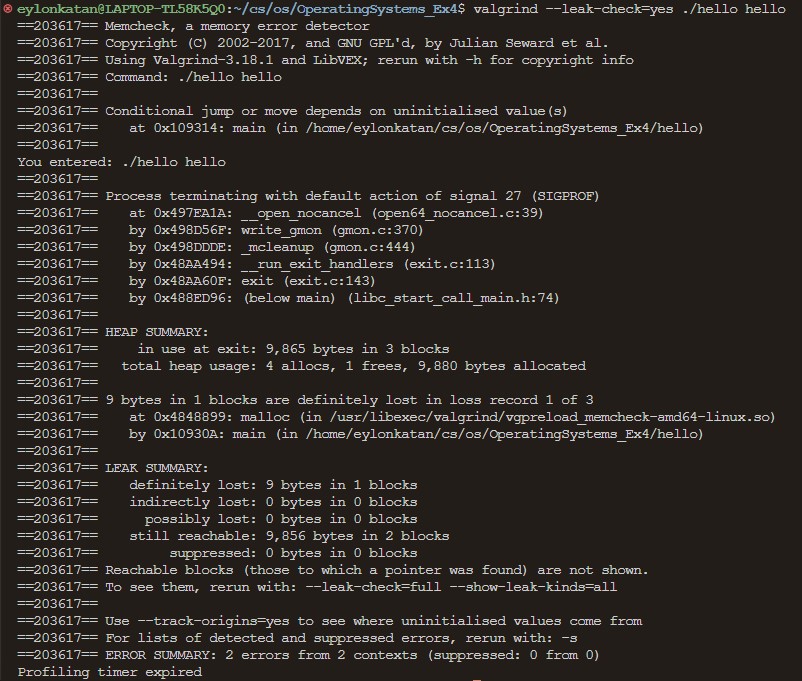 eylonkatan@LAPTOP-TL58K5Q0:~/cs/os/OperatingSystems_Ex4$ valgrind --leak-check=yes ./hello hello
==203617== Memcheck, a memory error detector
==203617== Copyright (C) 2002-2017, and GNU GPL'd, by Julian Seward et al.
==203617== Using Valgrind-3.18.1 and LibVEX; rerun with -h for copyright info
==203617== Command: ./hello hello
==203617==
==203617== Conditional jump or move depends on uninitialised value(s)
==203617==    at 0x109314: main (in /home/eylonkatan/cs/os/OperatingSystems_Ex4/hello)
==203617==
You entered: ./hello hello
==203617==
==203617== Process terminating with default action of signal 27 (SIGPROF)
==203617==    at 0x497EA1A: __open_nocancel (open64_nocancel.c:39)
==203617==    by 0x498D56F: write_gmon (gmon.c:370)
==203617==    by 0x498DDDE: _mcleanup (gmon.c:444)
==203617==    by 0x48AA494: __run_exit_handlers (exit.c:113)
==203617==    by 0x48AA60F: exit (exit.c:143)
==203617==    by 0x488ED96: (below main) (libc_start_call_main.h:74)
==203617==
==203617== HEAP SUMMARY:
==203617==     in use at exit: 9,865 bytes in 3 blocks
==203617==   total heap usage: 4 allocs, 1 frees, 9,880 bytes allocated
==203617==
==203617== 9 bytes in 1 blocks are definitely lost in loss record 1 of 3
==203617==    at 0x4848899: malloc (in /usr/libexec/valgrind/vgpreload_memcheck-amd64-linux.so)
==203617==    by 0x10930A: main (in /home/eylonkatan/cs/os/OperatingSystems_Ex4/hello)
==203617==
==203617== LEAK SUMMARY:
==203617==    definitely lost: 9 bytes in 1 blocks
==203617==    indirectly lost: 0 bytes in 0 blocks
==203617==      possibly lost: 0 bytes in 0 blocks
==203617==    still reachable: 9,856 bytes in 2 blocks
==203617==         suppressed: 0 bytes in 0 blocks
==203617== Reachable blocks (those to which a pointer was found) are not shown.
==203617== To see them, rerun with: --leak-check=full --show-leak-kinds=all
==203617==
==203617== Use --track-origins=yes to see where uninitialised values come from
==203617== For lists of detected and suppressed errors, rerun with: -s
==203617== ERROR SUMMARY: 2 errors from 2 contexts (suppressed: 0 from 0)
Profiling timer expired